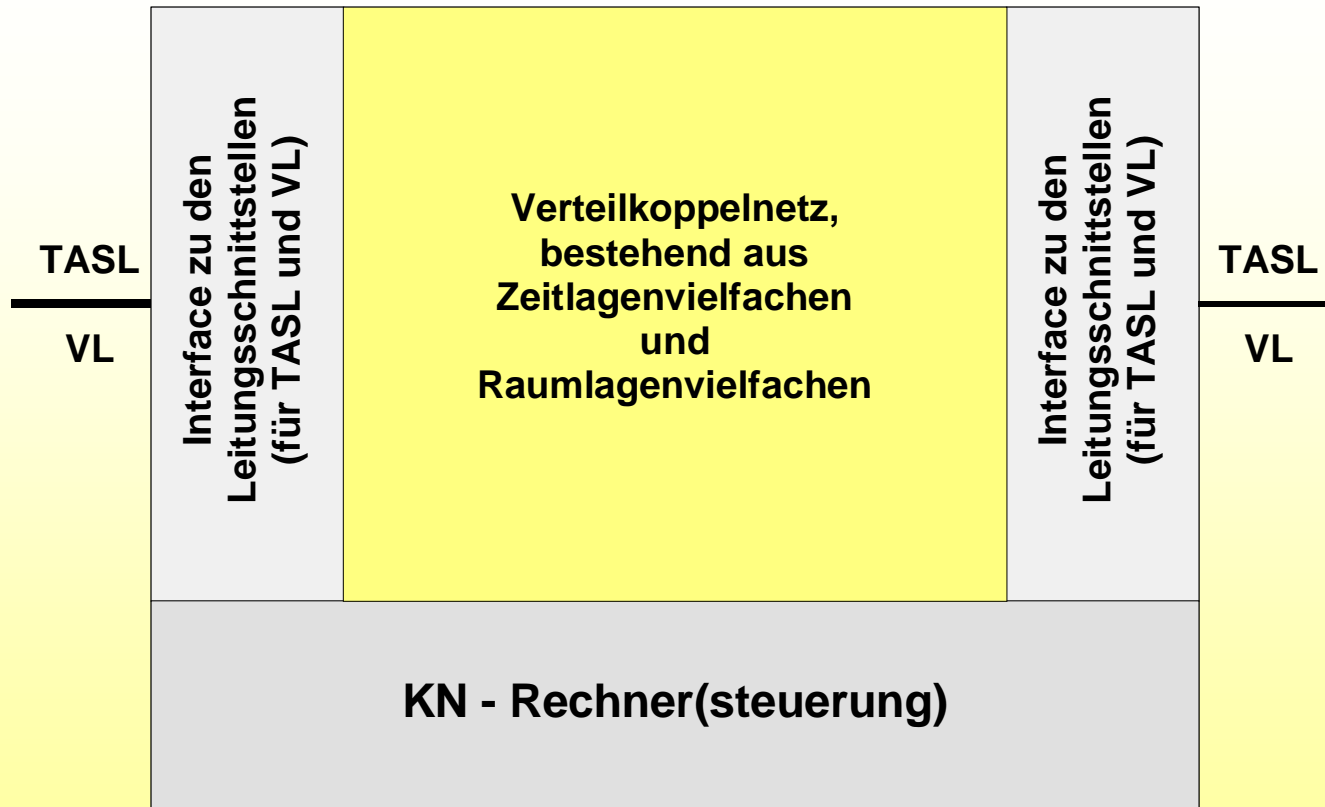 TASL
VL
Interface zu den
Leitungsschnittstellen
(für TASL und VL)
Verteilkoppelnetz,
bestehend aus
Zeitlagenvielfachen
und
Raumlagenvielfachen
Interface zu den
Leitungsschnittstellen
(für TASL und VL)
TASL
VL
KN - Rechner(steuerung)